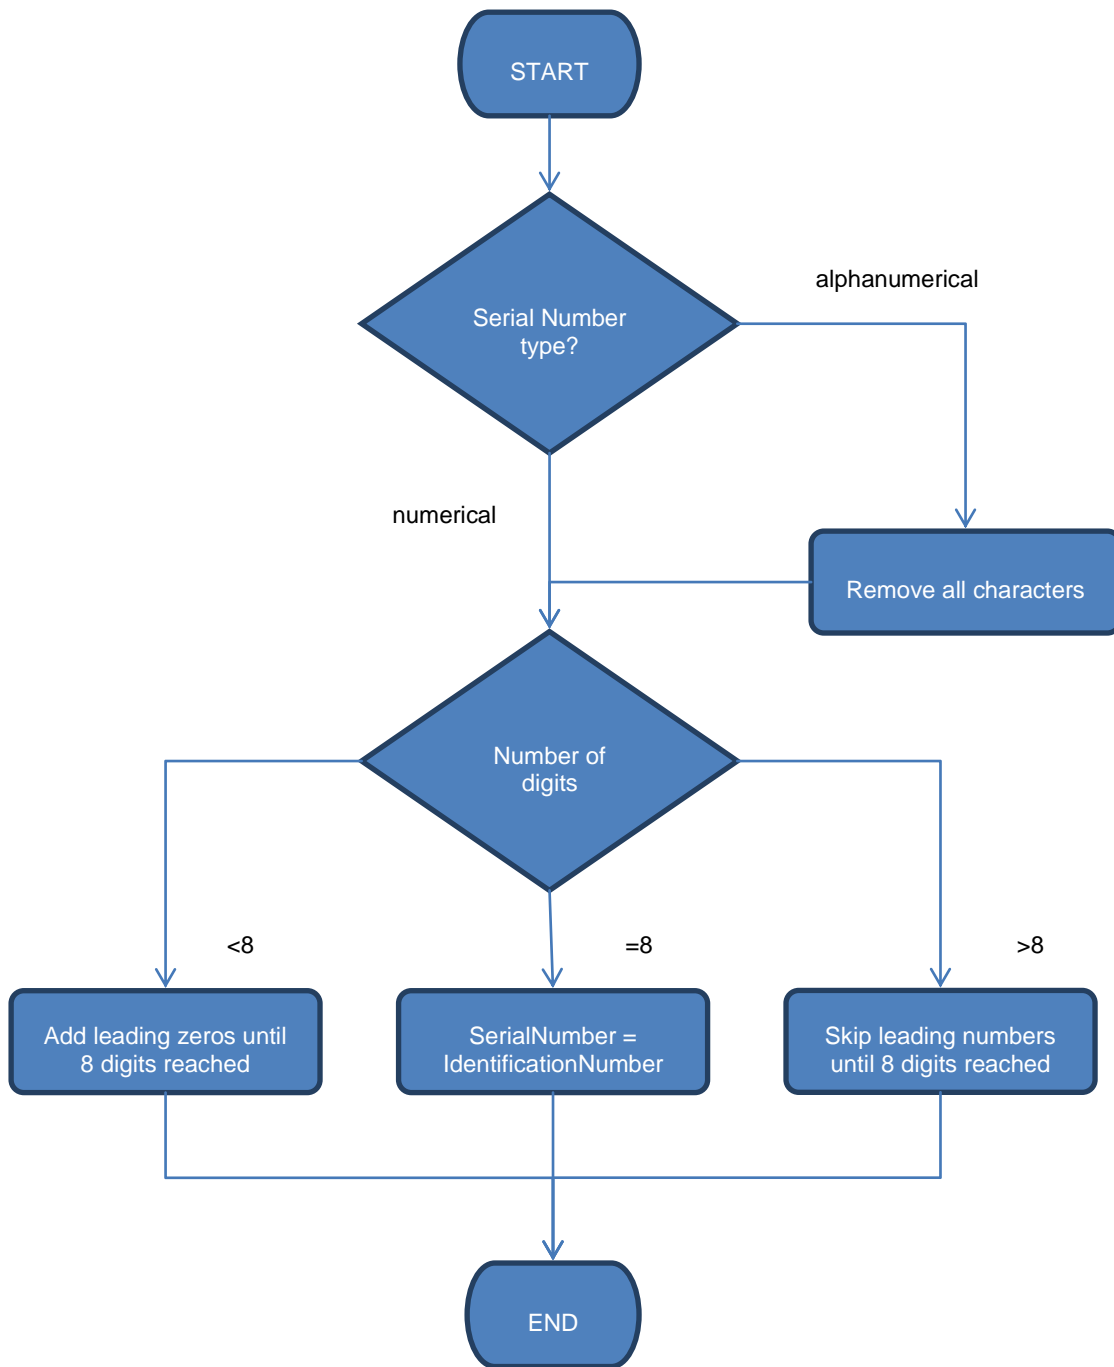 START
alphanumerical
Serial Number
type?
numerical
Remove all characters
Number of
digits
<8
=8
>8
Add leading zeros until
8 digits reached
SerialNumber =
IdentificationNumber
Skip leading numbers
until 8 digits reached
END